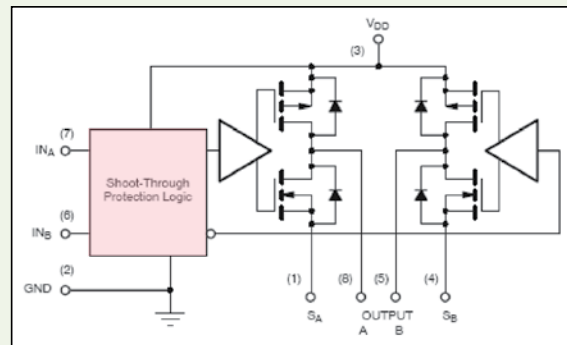 VDD
(3)
(7)
INA
Shoot-Through
Protection Logic
(6)
INB
(2)
GND
(1) (8) (5) (4)
SA OUTPUT SB
A B